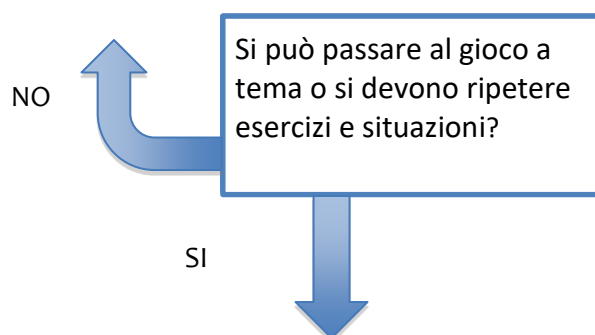 Si può passare al gioco a
tema o si devono ripetere
esercizi e situazioni?
NO
SI